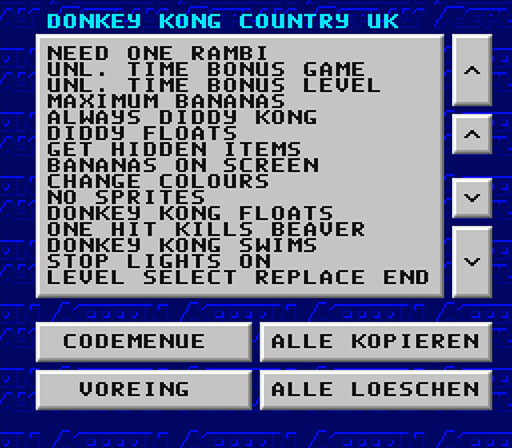 DONKEY KONG COUNTRY UK
NEED ONE RAMBI
UNL. TIME BONUS GAME
UNL. TIME BONUS LEVEL
MAXIMUM BANANAS
ALWAYS DIDDY KONG
DIDDY FLOATS
GET HIDDEN ITEMS
BANANAS ON SCREEN
CHANGE COLOURS
NO SPRITES
DONKEY KONG FLOATS
ONE HIT KILLS BEAVER
DONKEY KONG SWIMS
STOP LIGHTS ON
LEVEL SELECT REPLACE END
CODEMENUE
ALLE KOPIEREN
VOREING
ALLE LOESCHEN